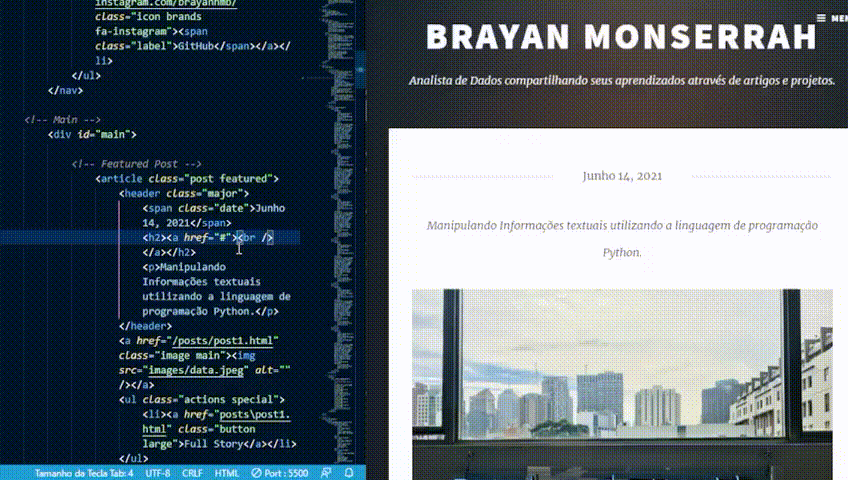 instagram.com/brayanhmb/"
class="icon brands
fa-instagram"><span
class="label">GitHub</span></a></
li>
</ul>
</nav>
<!-- Main -->
<div id="main">
<!-- Featured Post -->
<article class="post featured">
<header class="major">
<span class="date">Junho
14, 2021</span>
<h2><a href="#"><br />
</a></h2>
<p>Manipulando
Informações textuais
utilizando a linguagem de
programação Python.</p>
</header>
<a href="/posts/post1.html"
class="image main"><img
src="images/data.jpeg" alt=""
/></a>
<ul class="actions special">
<li><a href="posts\post1.
html" class="button
large">Full Story</a></li>
</ul>
Tamanho da Tecla Tab: 4 UTF-8 CRLF HTML Port : 5500
MEN
BRAYAN MONSERRAH
Analista de Dados compartilhando seus aprendizados através de artigos e projetos.
Junho 14, 2021
Manipulando Informações textuais utilizando a linguagem de programação
Python.